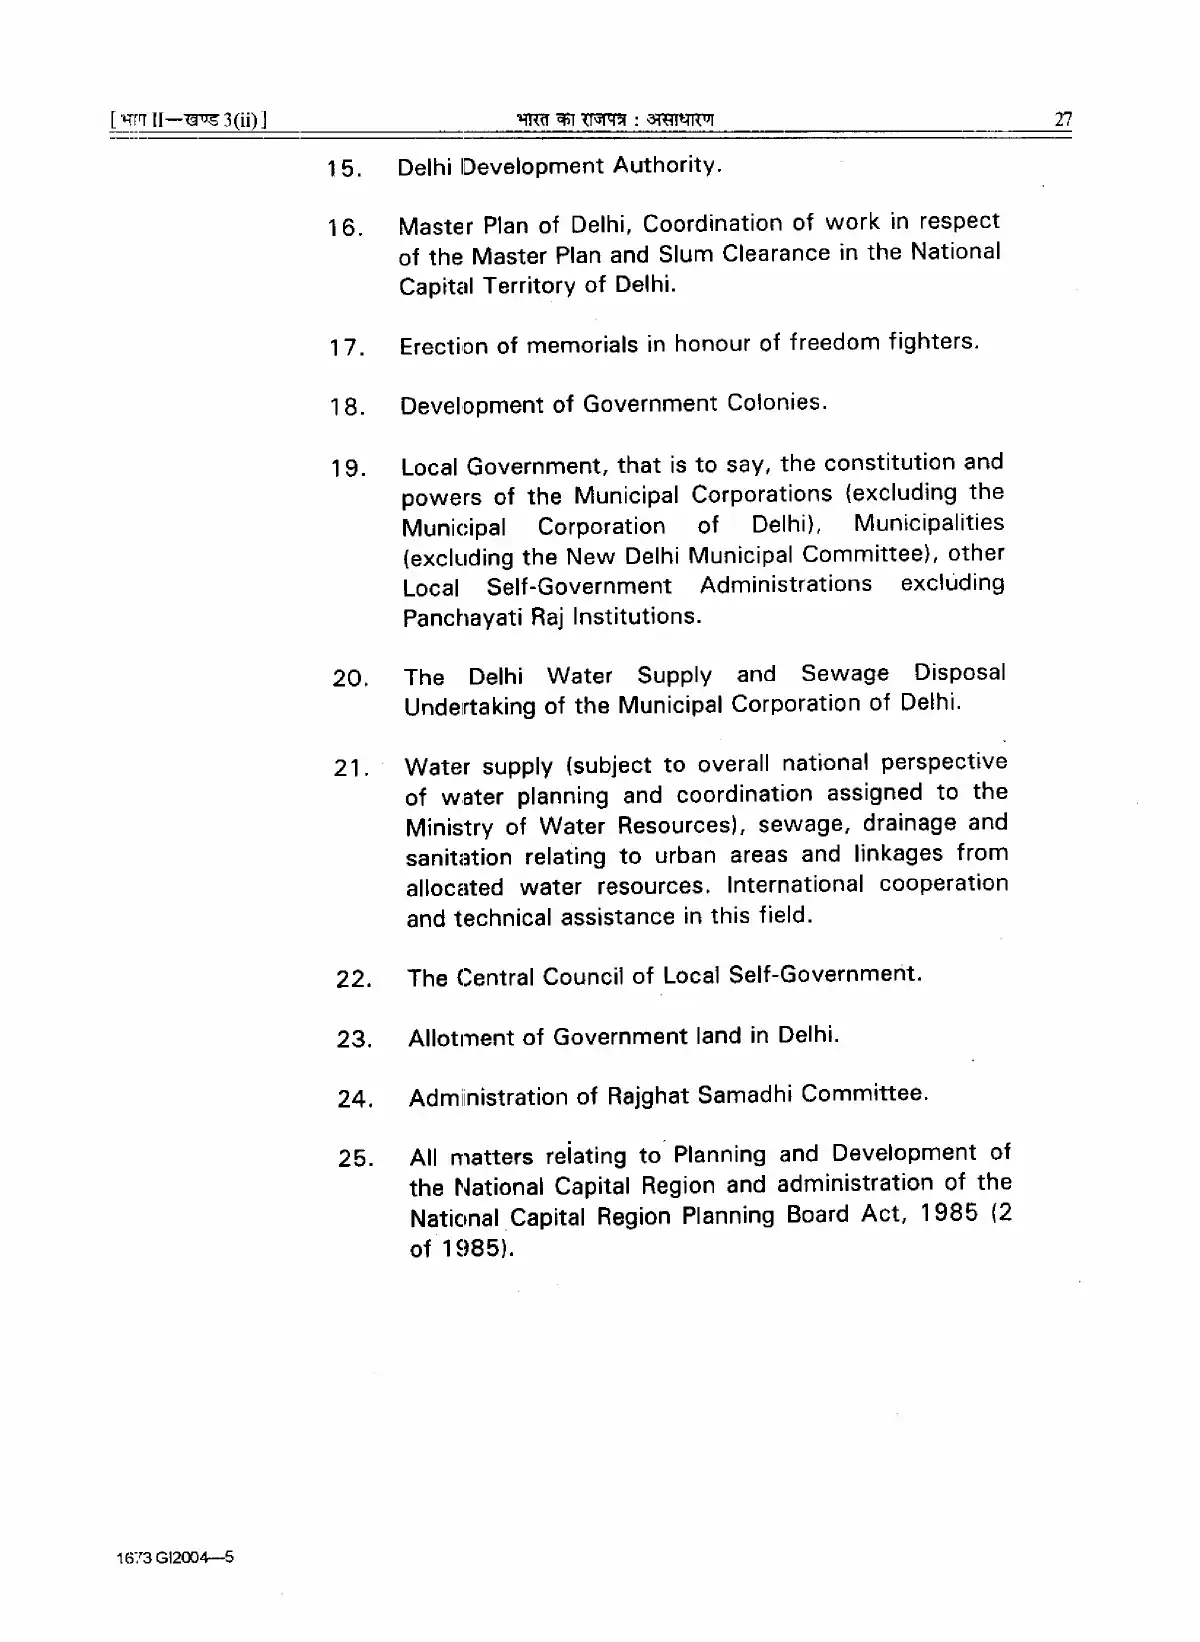 [ भाग II—खण्ड 3(ii) ] भारत का राजपत्र : असाधारण 27
15. Delhi Development Authority.
16. Master Plan of Delhi, Coordination of work in respect
of the Master Plan and Slum Clearance in the National
Capital Territory of Delhi.
17. Erection of memorials in honour of freedom fighters.
18. Development of Government Colonies.
19. Local Government, that is to say, the constitution and
powers of the Municipal Corporations (excluding the
Municipal Corporation of Delhi), Municipalities
(excluding the New Delhi Municipal Committee), other
Local Self-Government Administrations excluding
Panchayati Raj Institutions.
20. The Delhi Water Supply and Sewage Disposal
Undertaking of the Municipal Corporation of Delhi.
21. Water supply (subject to overall national perspective
of water planning and coordination assigned to the
Ministry of Water Resources), sewage, drainage and
sanitation relating to urban areas and linkages from
allocated water resources. International cooperation
and technical assistance in this field.
22. The Central Council of Local Self-Government.
23. Allotment of Government land in Delhi.
24. Administration of Rajghat Samadhi Committee.
25. All matters relating to Planning and Development of
the National Capital Region and administration of the
National Capital Region Planning Board Act, 1985 (2
of 1985).
1673 GI2004—5